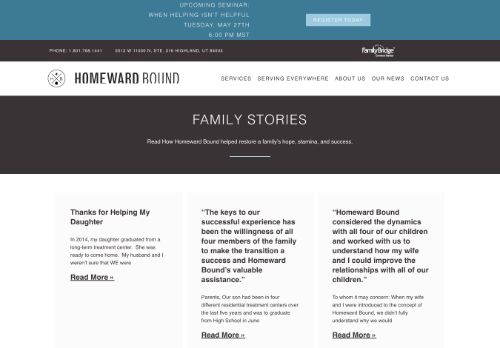 UPCOMING SEMINAR:
WHEN HELPING ISN'T HELPFUL
TUESDAY, MAY 27TH
6:00 PM MST
REGISTER TODAY
PHONE: 1.801.768.1441 5513 W 11000 N, STE. 216 HIGHLAND, UT 84003
FamilyBridge
HOMEWARD BOUND
SERVICES SERVING EVERYWHERE ABOUT US OUR NEWS CONTACT US
FAMILY STORIES
Read How Homeward Bound helped restore a family's hope, stamina, and success.
Thanks for Helping My
Daughter
In 2014, my daughter graduated from a
long-term treatment center. She was
ready to come home. My husband and I
weren't sure that WE were
Read More »
“The keys to our
successful experience has
been the willingness of all
four members of the family
to make the transition a
success and Homeward
Bound's valuable
assistance.”
Parents, Our son had been in four
different residential treatment centers over
the last five years and was to graduate
from High School in June
Read More »
“Homeward Bound
considered the dynamics
with all four of our children
and worked with us to
understand how my wife
and I could improve the
relationships with all of our
children.”
To whom it may concern: When my wife
and I were introduced to the concept of
Homeward Bound, we didn't fully
understand why we would
Read More »